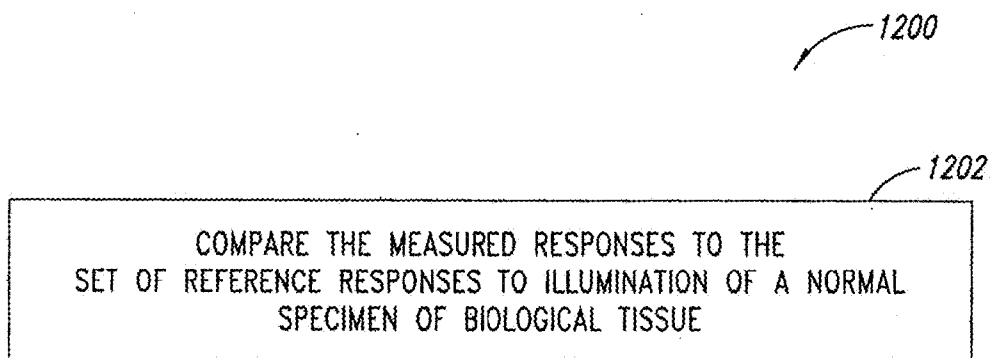 1200
1202
COMPARE THE MEASURED RESPONSES TO THE
SET OF REFERENCE RESPONSES TO ILLUMINATION OF A NORMAL
SPECIMEN OF BIOLOGICAL TISSUE